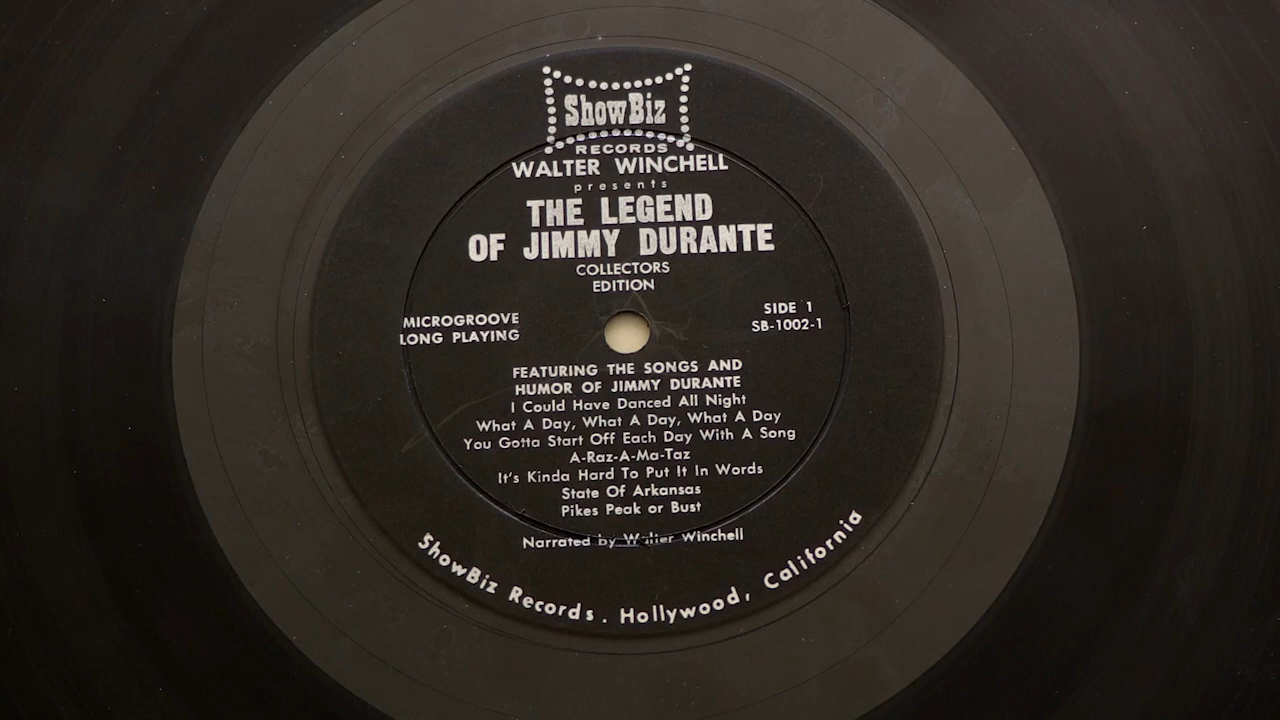 ShowBiz
RECORDS
WALTER WINCHELL
presents
THE LEGEND
OF JIMMY DURANTE
COLLECTORS
EDITION
MICROGROOVE
LONG PLAYING
SIDE 1
SB-1002-1
FEATURING THE SONGS AND
HUMOR OF JIMMY DURANTE
I Could Have Danced All Night
What A Day, What A Day, What A Day
You Gotta Start Off Each Day With A Song
A-Raz-A-Ma-Taz
It's Kinda Hard To Put It In Words
State Of Arkansas
Pikes Peak or Bust
Narrated by Walter Winchell
ShowBiz Records. Hollywood, California